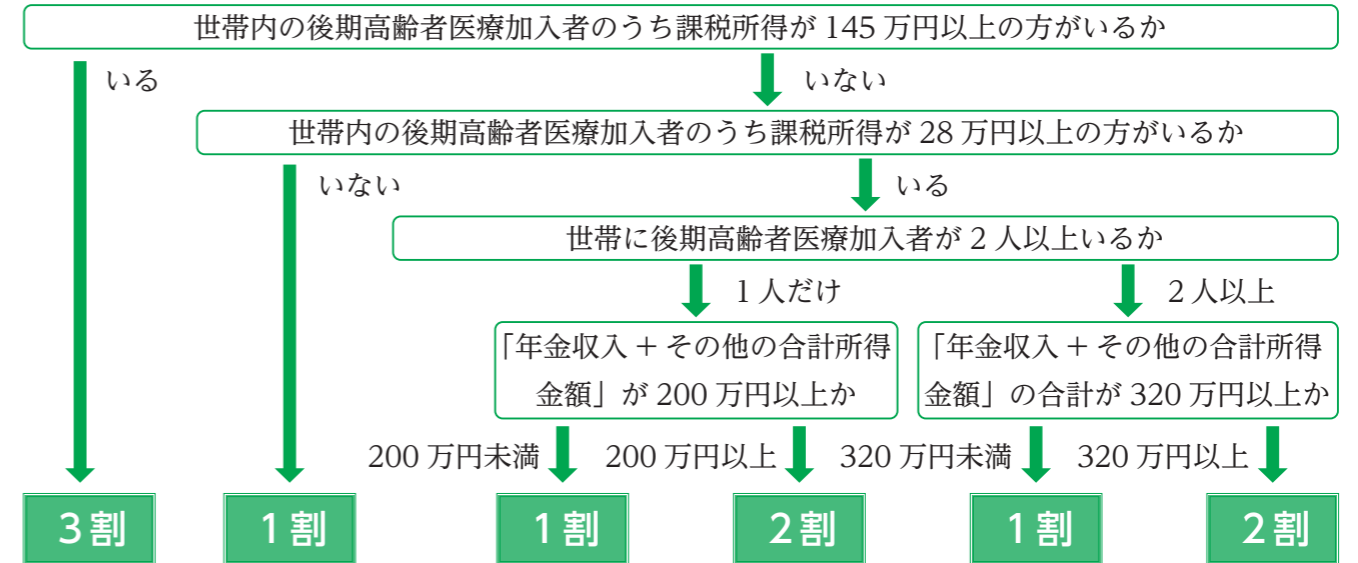 世帯内の後期高齢者医療加入者のうち課税所得が 145 万円以上の方がいるか
いる
いない
世帯内の後期高齢者医療加入者のうち課税所得が 28 万円以上の方がいるか
いない
いる
世帯に後期高齢者医療加入者が 2 人以上いるか
1 人だけ
2 人以上
「年金収入 + その他の合計所得
金額」が 200 万円以上か
「年金収入 + その他の合計所得
金額」の合計が 320 万円以上か
200 万円未満
200 万円以上
320 万円未満
320 万円以上
3割
1割
1割
2割
1割
2割